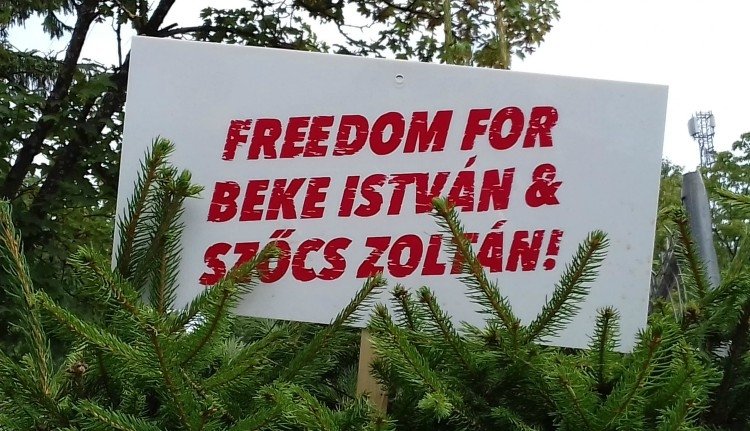 FREEDOM FOR
BEKE ISTVÁN &
SZŐCS ZOLTÁN!